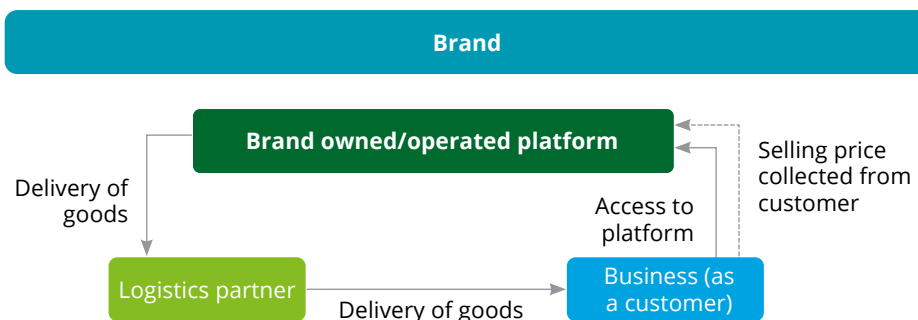 Brand
Brand owned/operated platform
Delivery of
goods
Selling price
collected from
customer
Access to
platform
Logistics partner
Business (as
a customer)
Delivery of goods